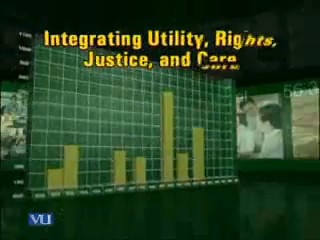 Integrating Utility, Rights,
Justice, and Care
VU